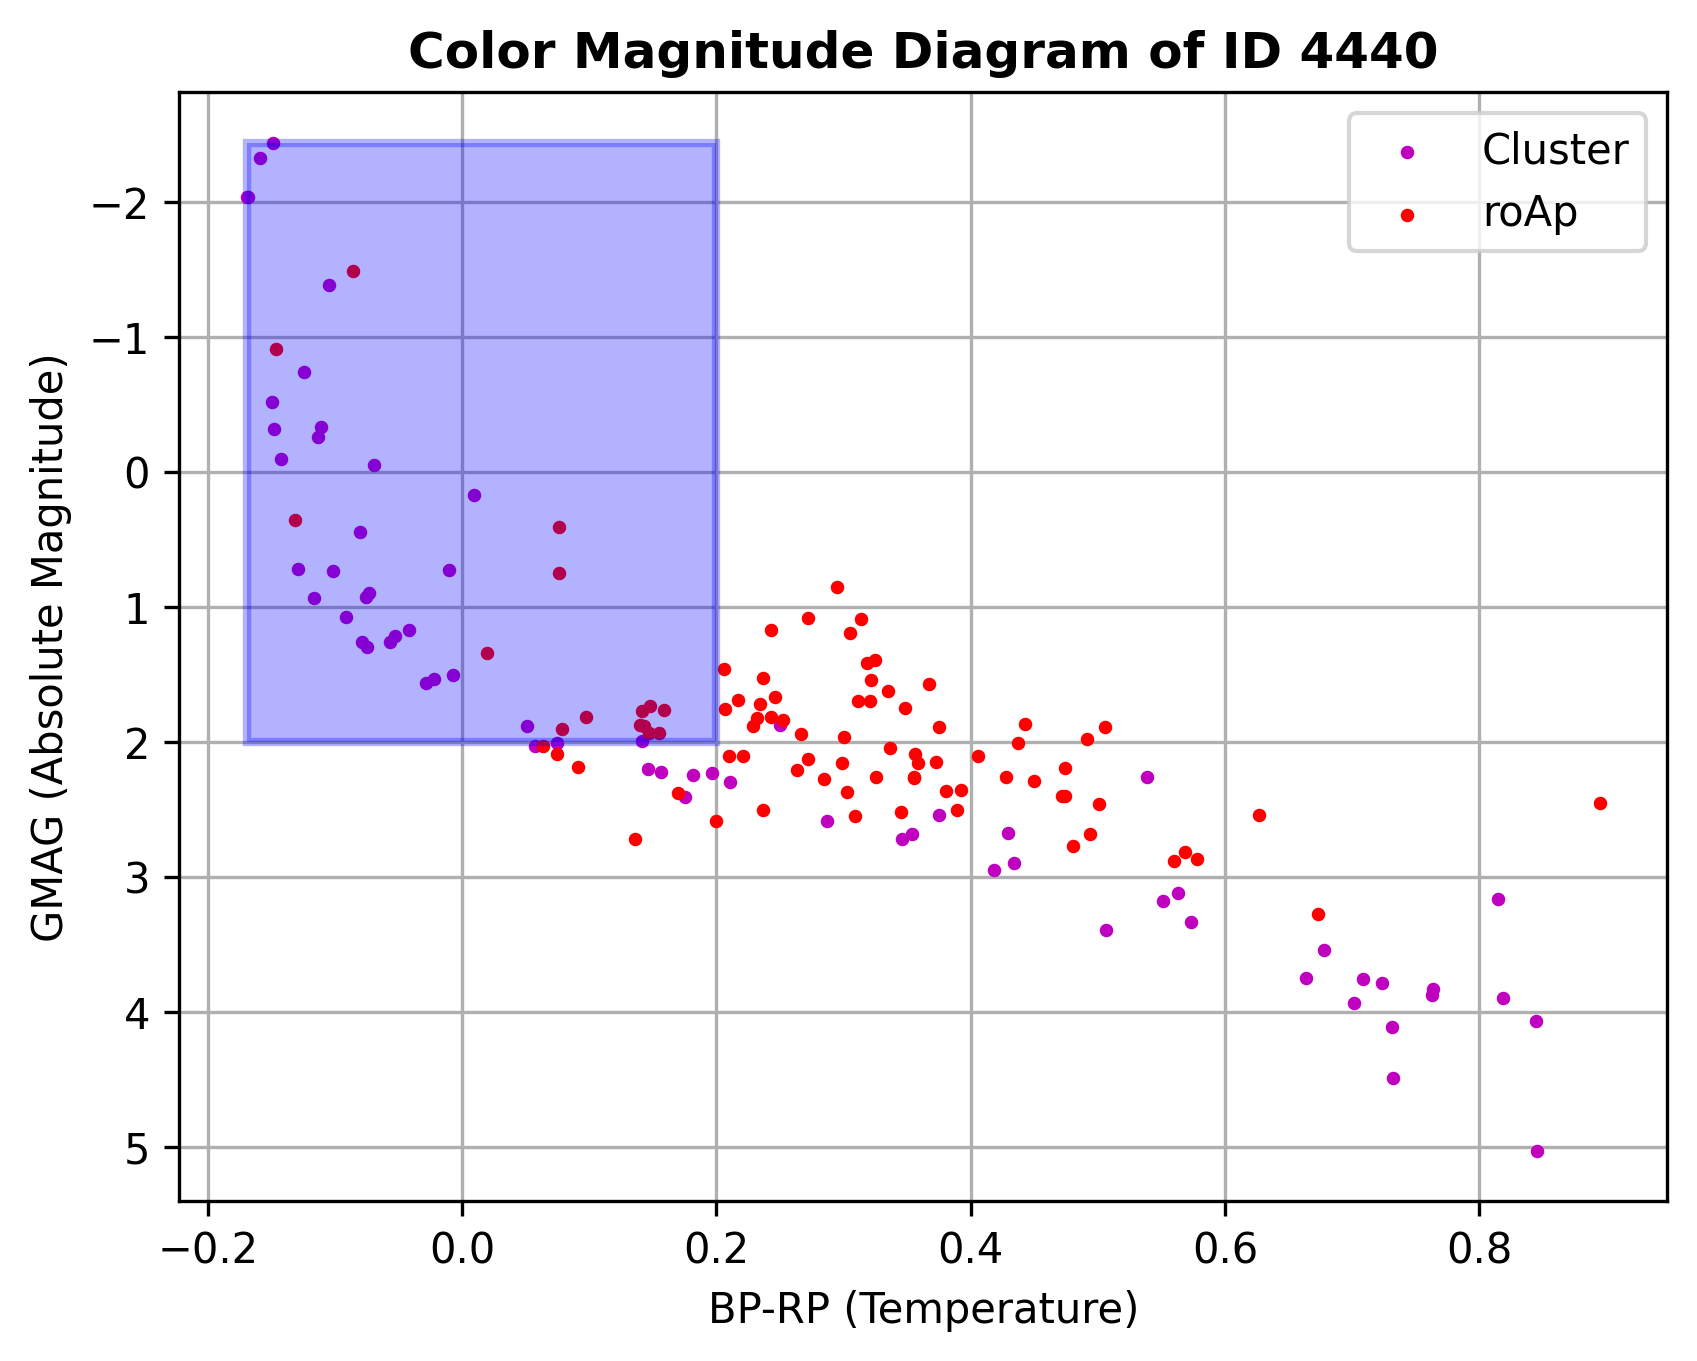 Color Magnitude Diagram of ID 4440
Cluster
roAp
GMAG (Absolute Magnitude)
−2
−1
0
1
2
3
4
5
−0.2 0.0 0.2 0.4 0.6 0.8
BP-RP (Temperature)